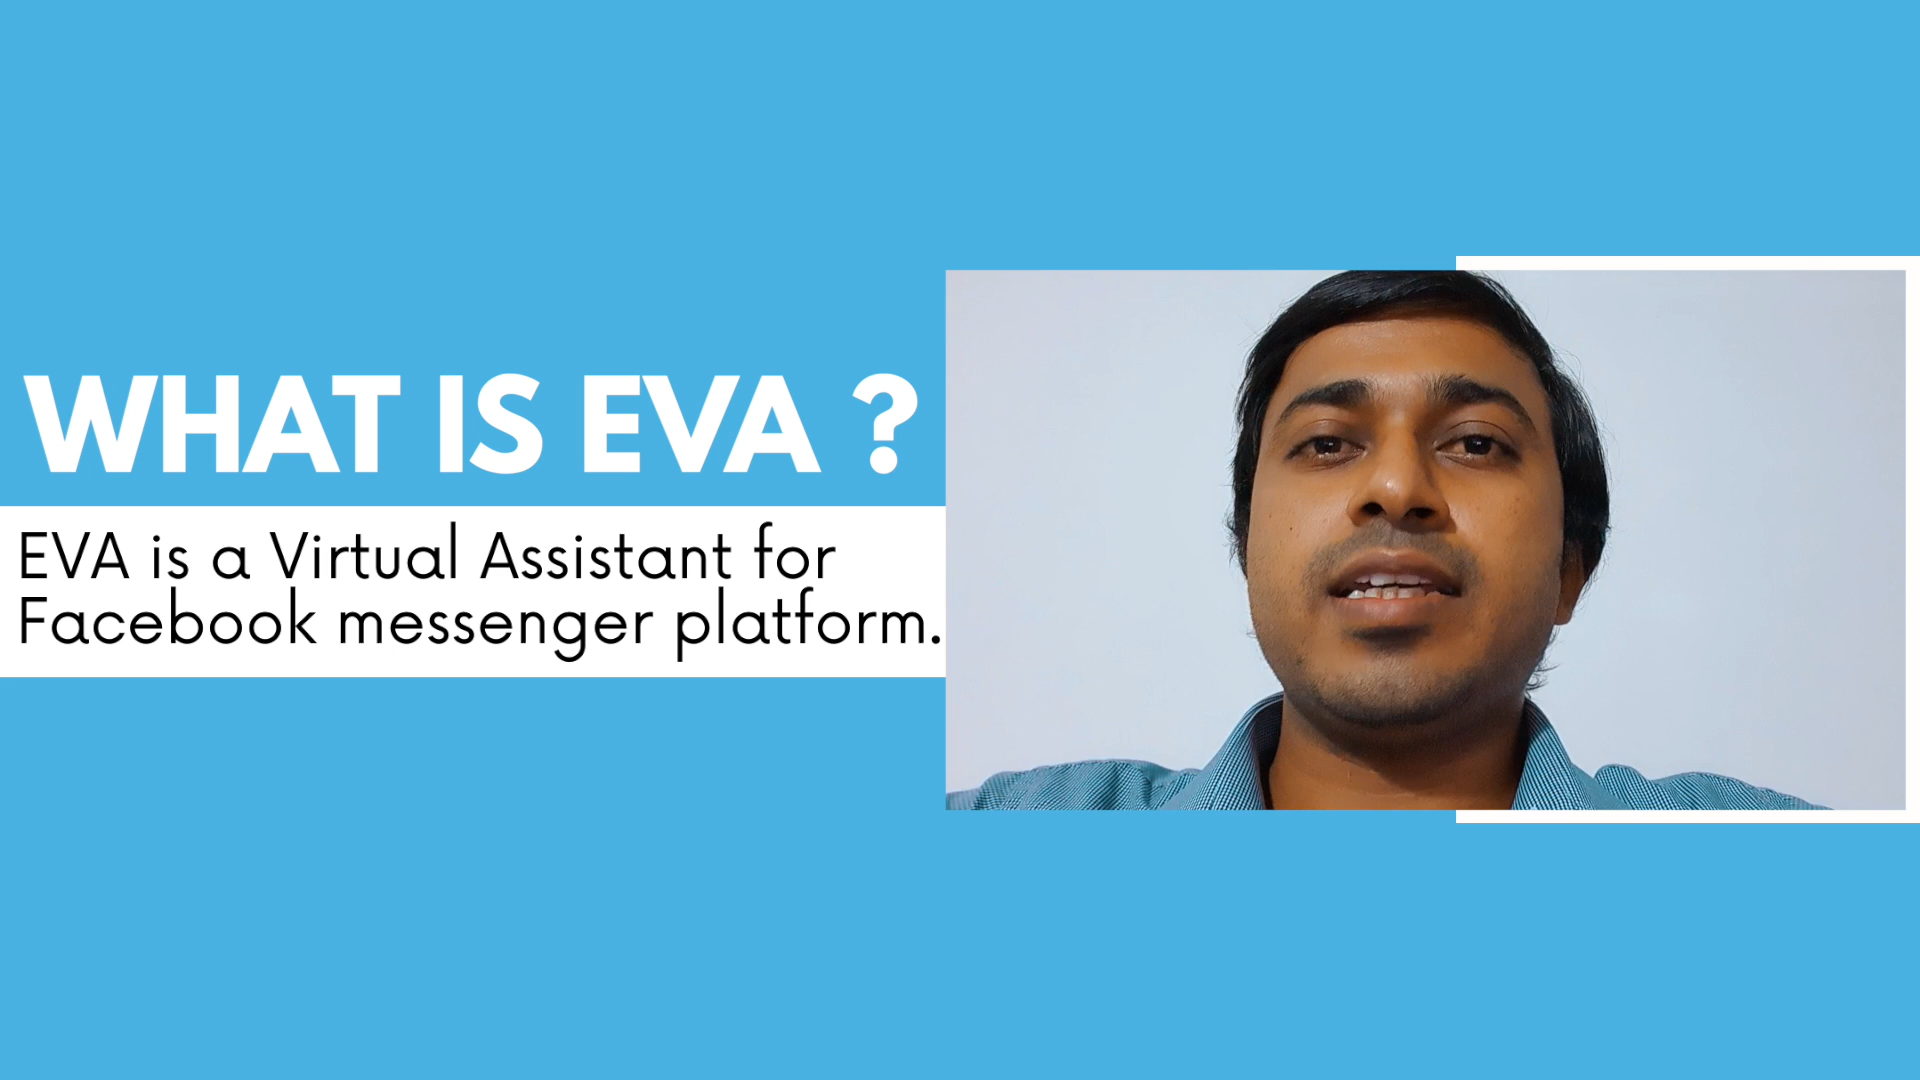 WHAT IS EVA ?
EVA is a Virtual Assistant for
Facebook messenger platform.